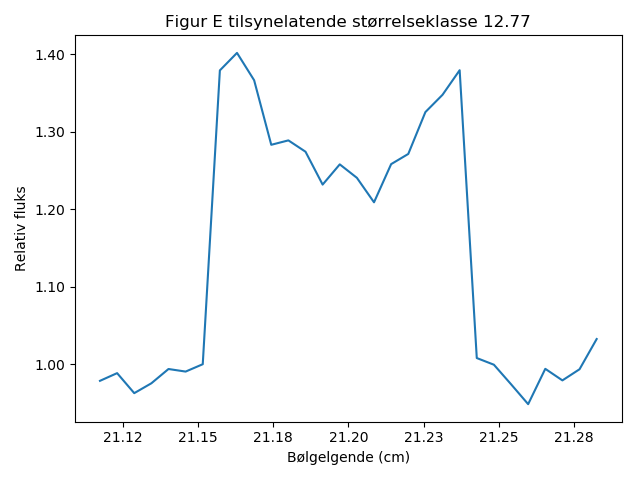 Figur E tilsynelatende størrelseklasse 12.77
1.40
1.30
1.20
1.10
1.00
Relativ fluks
21.12 21.15 21.18 21.20 21.23 21.25 21.28
Bølgelgende (cm)